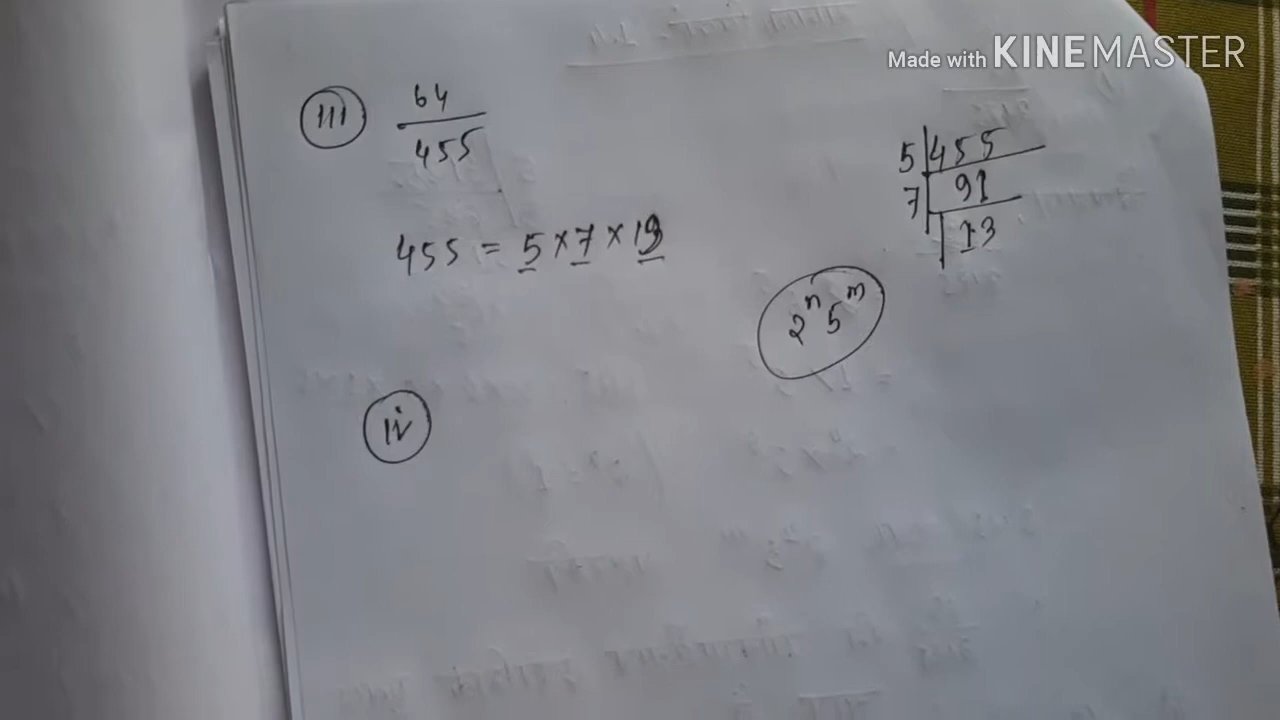 Made with KINEMASTER
(iii) 64/455
5 | 455
7 | 91
13
455 = 5 × 7 × 13
2^n 5^m
(iv)